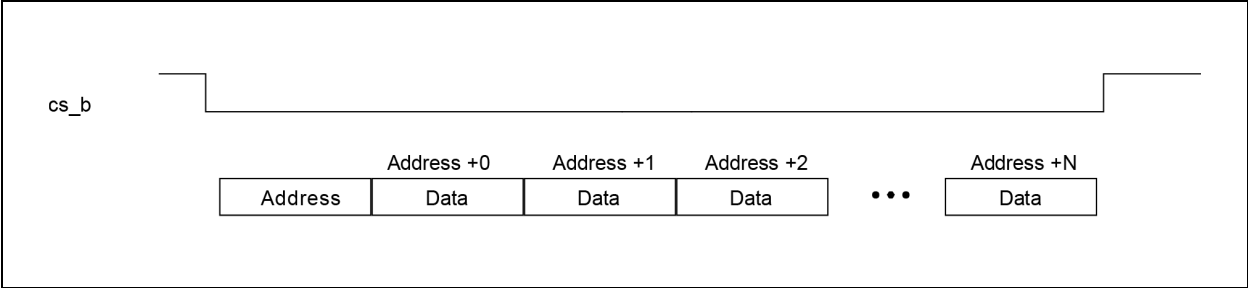 cs_b
Address +0 Address +1 Address +2 Address +N
Address Data Data Data ••• Data